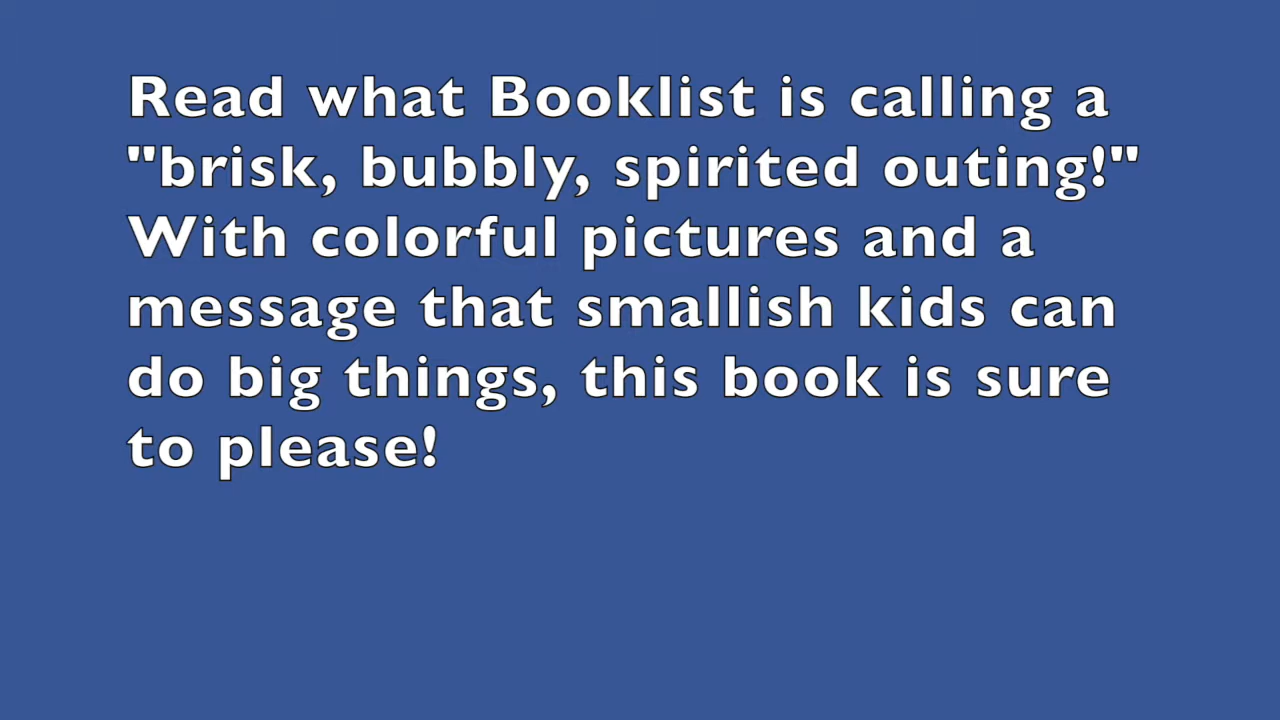 Read what Booklist is calling a
"brisk, bubbly, spirited outing!"
With colorful pictures and a
message that smallish kids can
do big things, this book is sure
to please!